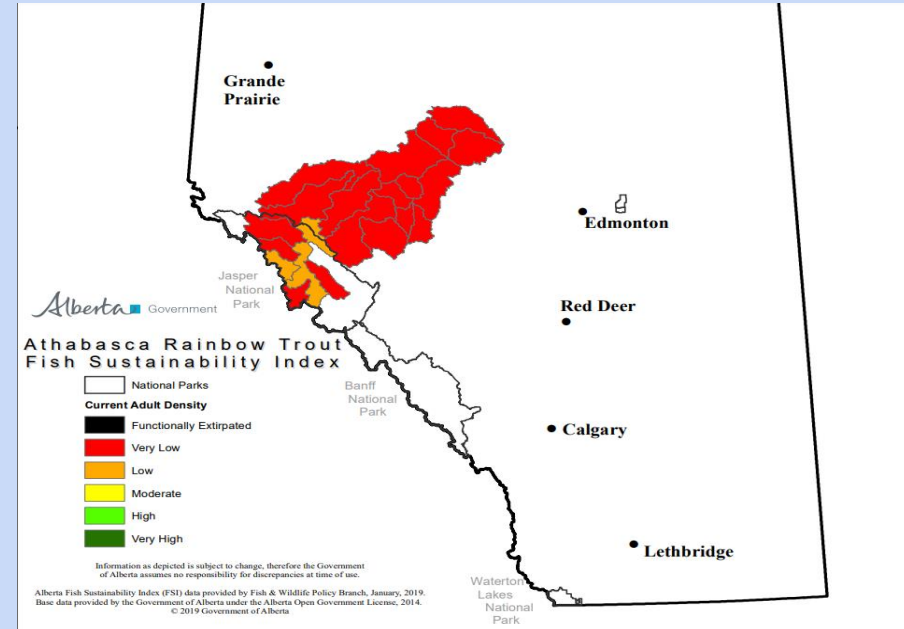 Grande
Prairie
Edmonton
Jasper
National
Park
Alberta Government
Red Deer
Athabasca Rainbow Trout
Fish Sustainability Index
National Parks
Current Adult Density
Functionally Extirpated
Very Low
Low
Moderate
High
Very High
Banff
National
Park
Calgary
Lethbridge
Information as depicted is subject to change, therefore the Government
of Alberta assumes no responsibility for discrepancies at time of use.
Alberta Fish Sustainability Index (FSI) data provided by Fish & Wildlife Policy Branch, January, 2019.
Base data provided by the Government of Alberta under the Alberta Open Government License, 2014.
© 2019 Government of Alberta
Waterton
Lakes
National
Park